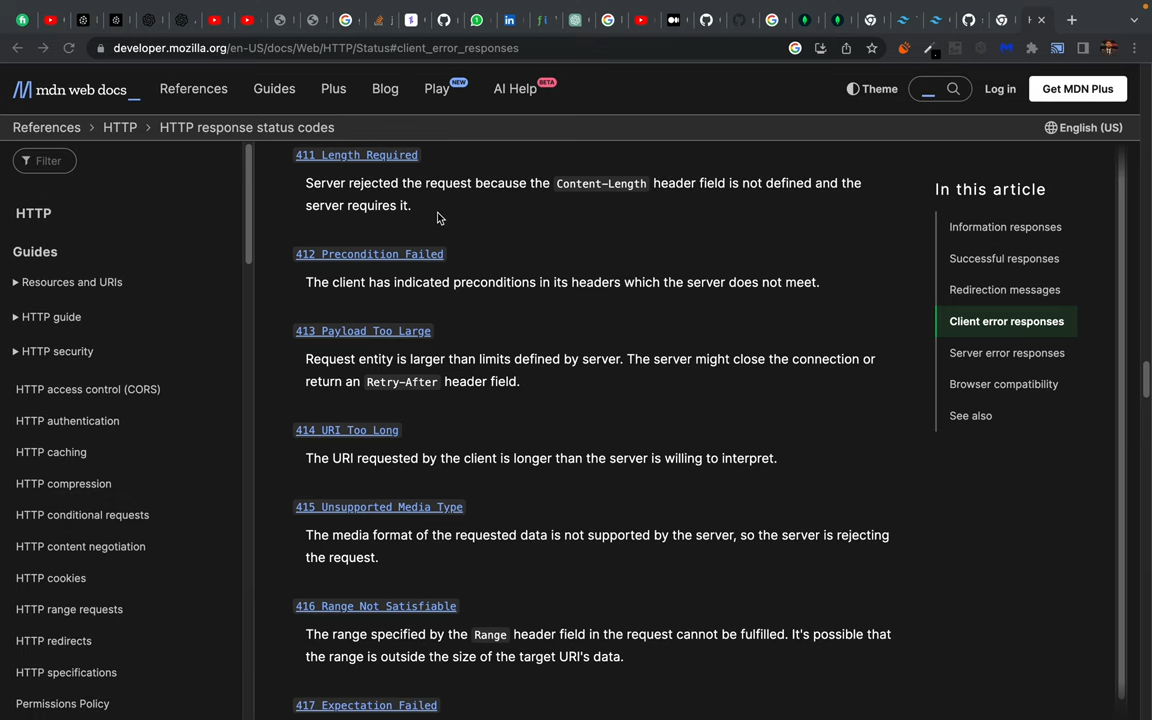 developer.mozilla.org/en-US/docs/Web/HTTP/Status#client_error_responses
mdn web docs_
References
Guides
Plus
Blog
Play NEW
AI Help BETA
Theme
Log in
Get MDN Plus
References > HTTP > HTTP response status codes
English (US)
Filter
HTTP
Guides
Resources and URIs
HTTP guide
HTTP security
HTTP access control (CORS)
HTTP authentication
HTTP caching
HTTP compression
HTTP conditional requests
HTTP content negotiation
HTTP cookies
HTTP range requests
HTTP redirects
HTTP specifications
Permissions Policy
411 Length Required
Server rejected the request because the Content-Length header field is not defined and the
server requires it.
412 Precondition Failed
The client has indicated preconditions in its headers which the server does not meet.
413 Payload Too Large
Request entity is larger than limits defined by server. The server might close the connection or
return an Retry-After header field.
414 URI Too Long
The URI requested by the client is longer than the server is willing to interpret.
415 Unsupported Media Type
The media format of the requested data is not supported by the server, so the server is rejecting
the request.
416 Range Not Satisfiable
The range specified by the Range header field in the request cannot be fulfilled. It's possible that
the range is outside the size of the target URI's data.
417 Expectation Failed
In this article
Information responses
Successful responses
Redirection messages
Client error responses
Server error responses
Browser compatibility
See also